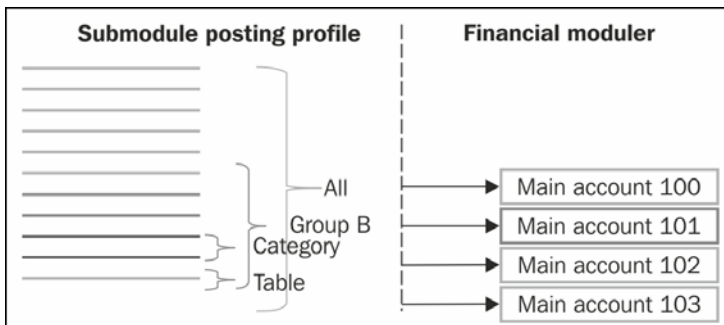 Submodule posting profile
Financial moduler
All
Group B
Category
Table
Main account 100
Main account 101
Main account 102
Main account 103